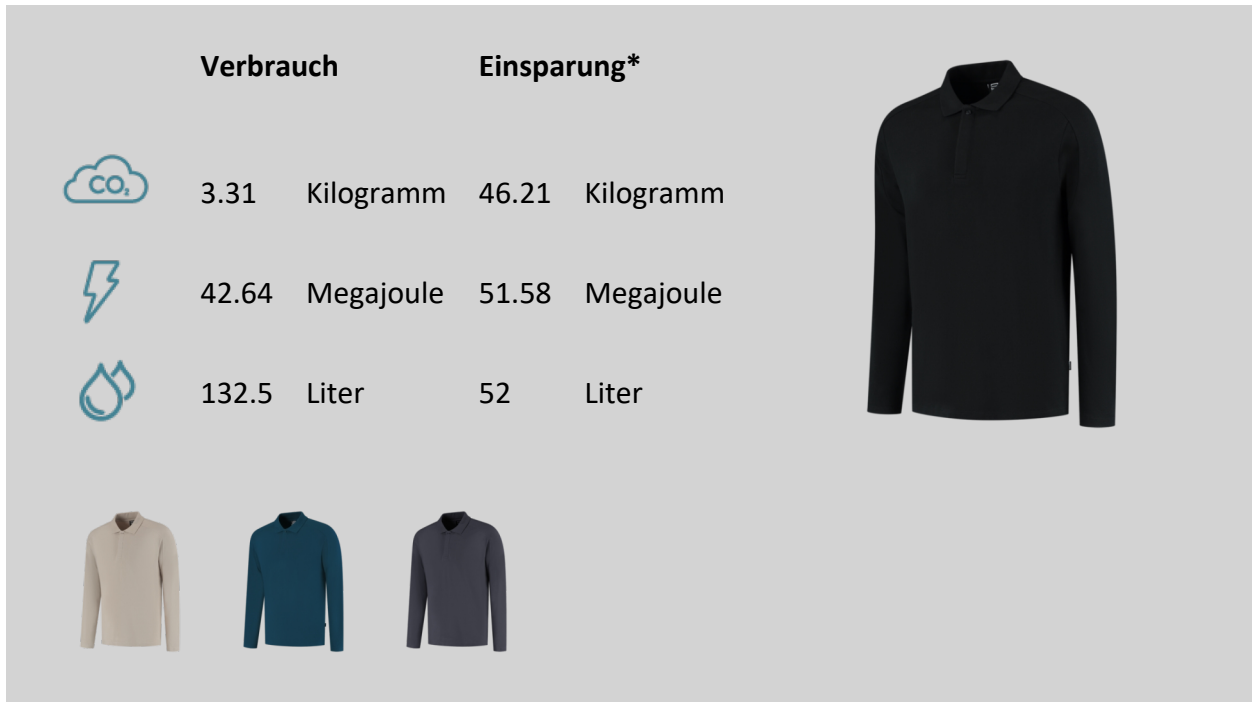 Verbrauch Einsparung*
CO₂ 3.31 Kilogramm 46.21 Kilogramm
42.64 Megajoule 51.58 Megajoule
132.5 Liter 52 Liter